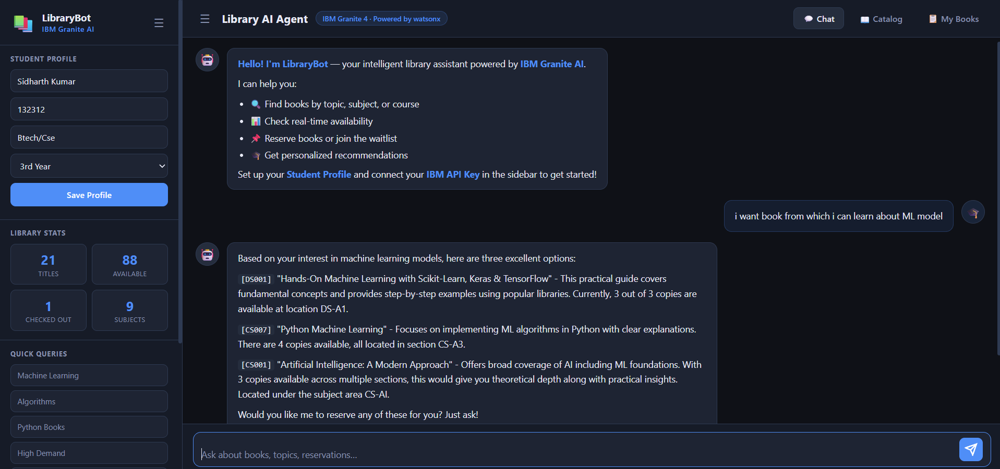 LibraryBot
IBM Granite AI
STUDENT PROFILE
Sidharth Kumar
132312
Btech/Cse
3rd Year
Save Profile
LIBRARY STATS
21
TITLES
88
AVAILABLE
1
CHECKED OUT
9
SUBJECTS
QUICK QUERIES
Machine Learning
Algorithms
Python Books
High Demand
Library AI Agent
IBM Granite 4 · Powered by watsonx
Chat
Catalog
My Books
Hello! I'm LibraryBot — your intelligent library assistant powered by IBM Granite AI.
I can help you:
• Find books by topic, subject, or course
• Check real-time availability
• Reserve books or join the waitlist
• Get personalized recommendations
Set up your Student Profile and connect your IBM API Key in the sidebar to get started!
i want book from which i can learn about ML model
Based on your interest in machine learning models, here are three excellent options:
[DS001] "Hands-On Machine Learning with Scikit-Learn, Keras & TensorFlow" - This practical guide covers
fundamental concepts and provides step-by-step examples using popular libraries. Currently, 3 out of 3 copies are
available at location DS-A1.
[CS007] "Python Machine Learning" - Focuses on implementing ML algorithms in Python with clear explanations.
There are 4 copies available, all located in section CS-A3.
[CS001] "Artificial Intelligence: A Modern Approach" - Offers broad coverage of AI including ML foundations. With
3 copies available across multiple sections, this would give you theoretical depth along with practical insights.
Located under the subject area CS-AI.
Would you like me to reserve any of these for you? Just ask!
Ask about books, topics, reservations...